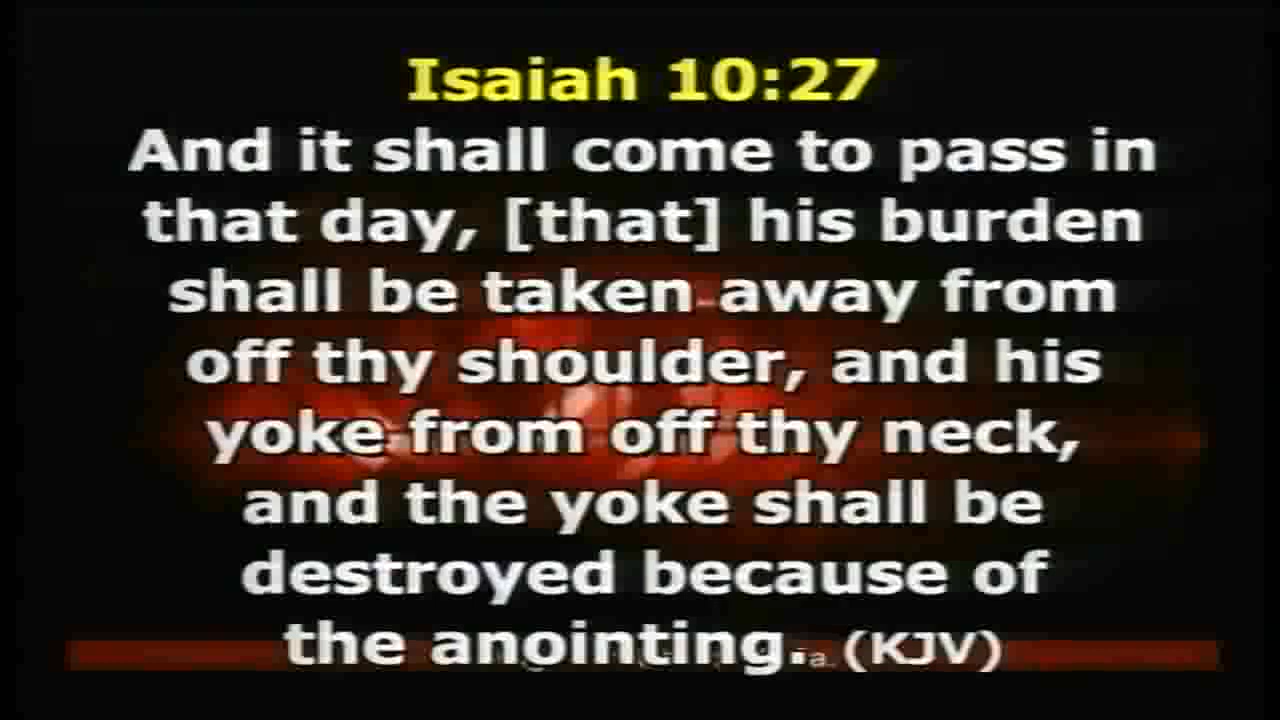 Isaiah 10:27
And it shall come to pass in
that day, [that] his burden
shall be taken away from
off thy shoulder, and his
yoke from off thy neck,
and the yoke shall be
destroyed because of
the anointing. (KJV)